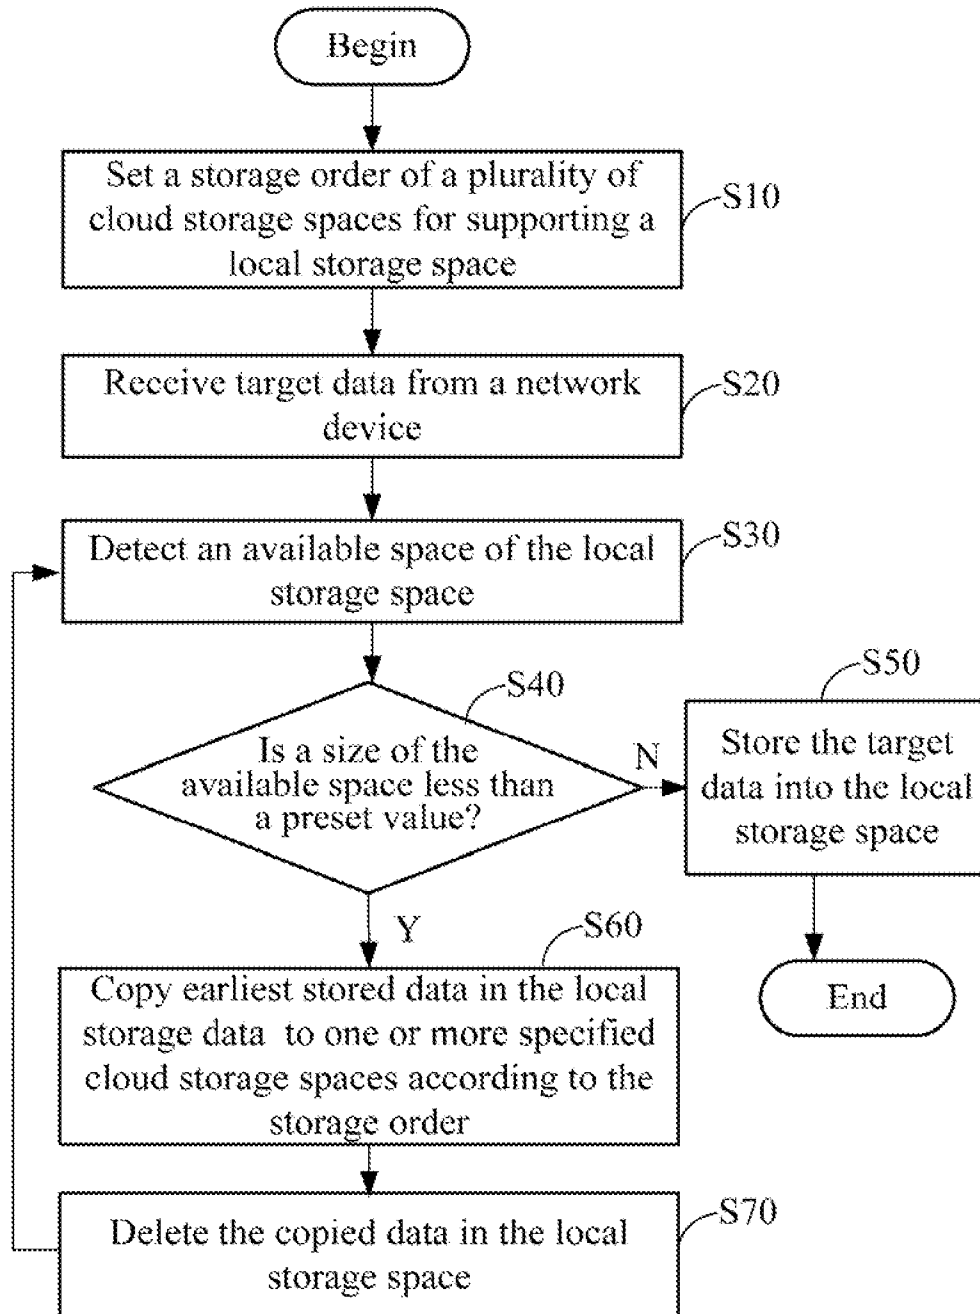 Begin
Set a storage order of a plurality of
cloud storage spaces for supporting a
local storage space
S10
Receive target data from a network
device
S20
Detect an available space of the local
storage space
S30
Is a size of the
available space less than
a preset value?
S40
N
S50
Store the target
data into the local
storage space
Y
End
S60
Copy earliest stored data in the local
storage data to one or more specified
cloud storage spaces according to the
storage order
Delete the copied data in the local
storage space
S70